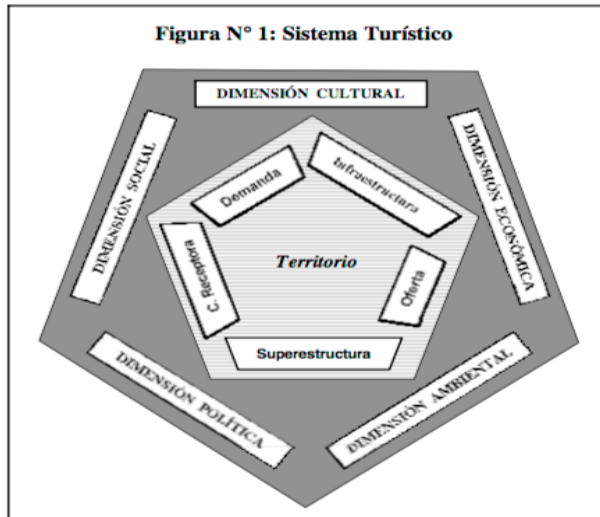 Figura N° 1: Sistema Turístico
DIMENSIÓN CULTURAL
DIMENSIÓN SOCIAL
DIMENSIÓN ECONÓMICA
Demanda
Infraestructura
C. Receptora
Territorio
Oferta
Superestructura
DIMENSIÓN POLÍTICA
DIMENSIÓN AMBIENTAL